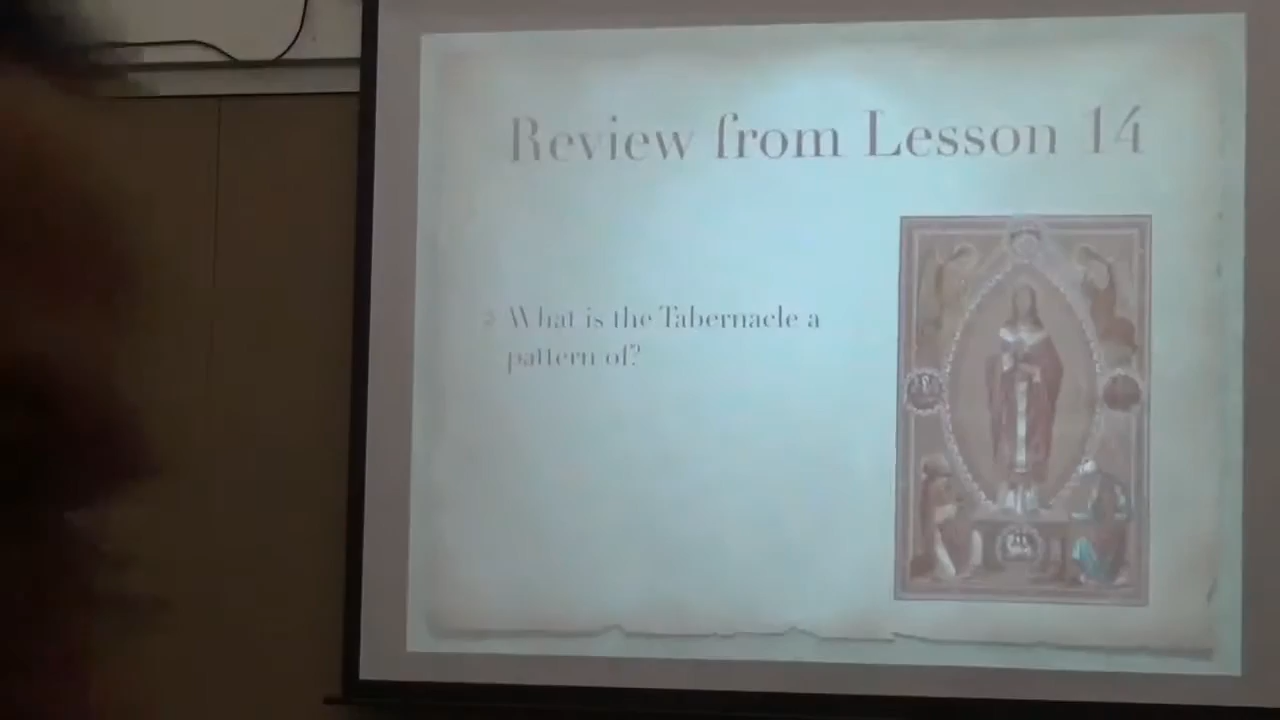 Review from Lesson 14
What is the Tabernacle a
pattern of?